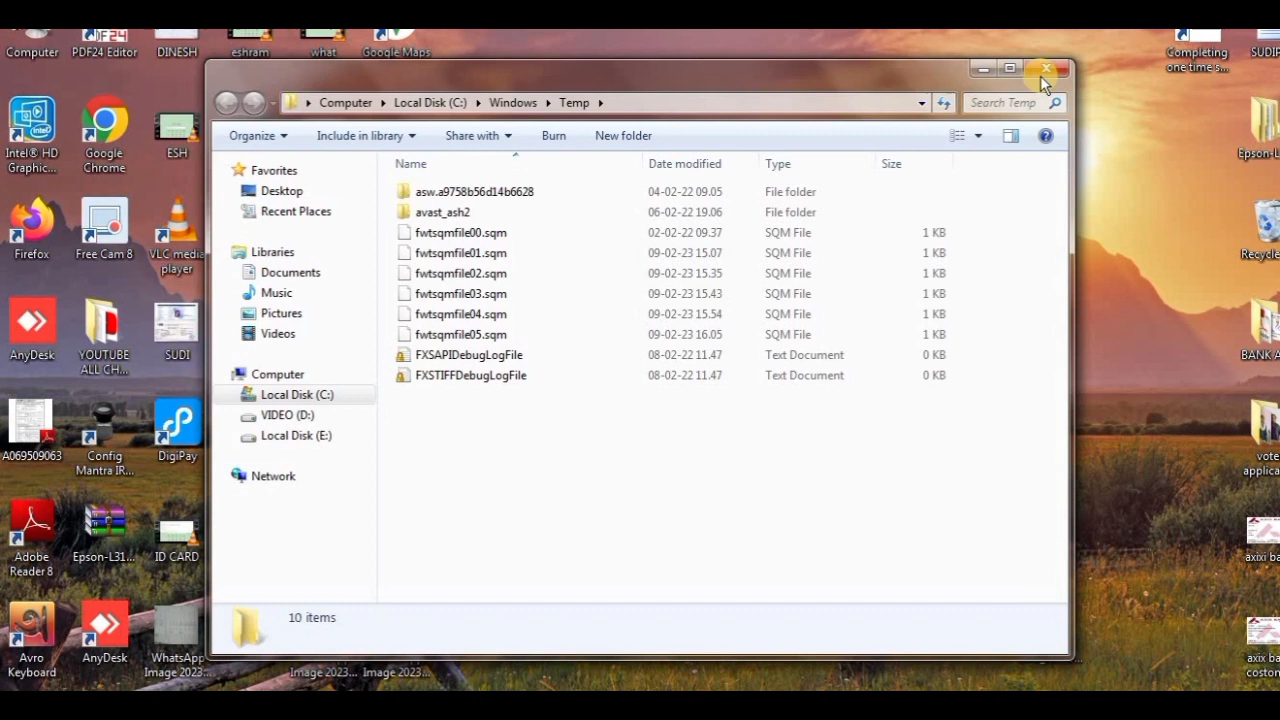 Computer
PDF24 Editor
DINESH
eshram
what
Google Maps
Completing
one time s...
Computer
Local Disk (C:)
Windows
Temp
Search Temp
Organize
Include in library
Share with
Burn
New folder
Name
Date modified
Type
Size
asw.a9758b56d14b6628
04-02-22 09.05
File folder
avast_ash2
06-02-22 19.06
File folder
fwtsqmfile00.sqm
02-02-22 09.37
SQM File
1 KB
fwtsqmfile01.sqm
09-02-23 15.07
SQM File
1 KB
fwtsqmfile02.sqm
09-02-23 15.35
SQM File
1 KB
fwtsqmfile03.sqm
09-02-23 15.43
SQM File
1 KB
fwtsqmfile04.sqm
09-02-23 15.54
SQM File
1 KB
fwtsqmfile05.sqm
09-02-23 16.05
SQM File
1 KB
FXSAPIDebugLogFile
08-02-22 11.47
Text Document
0 KB
FXSTIFFDebugLogFile
08-02-22 11.47
Text Document
0 KB
Favorites
Desktop
Recent Places
Libraries
Documents
Music
Pictures
Videos
Computer
Local Disk (C:)
VIDEO (D:)
Local Disk (E:)
Network
10 items
Intel® HD
Graphic...
Google
Chrome
ESH
Firefox
Free Cam 8
VLC media
player
AnyDesk
YOUTUBE
ALL CH...
SUDI
A069509063
Config
Mantra IR...
DigiPay
Adobe
Reader 8
Epson-L31...
ID CARD
Avro
Keyboard
AnyDesk
WhatsApp
Image 2023...
Image 2023...
Image 2023...
SUDIP
Epson-L
Recycle
BANK A
vote
applica
axixi ba
axix ba
coston